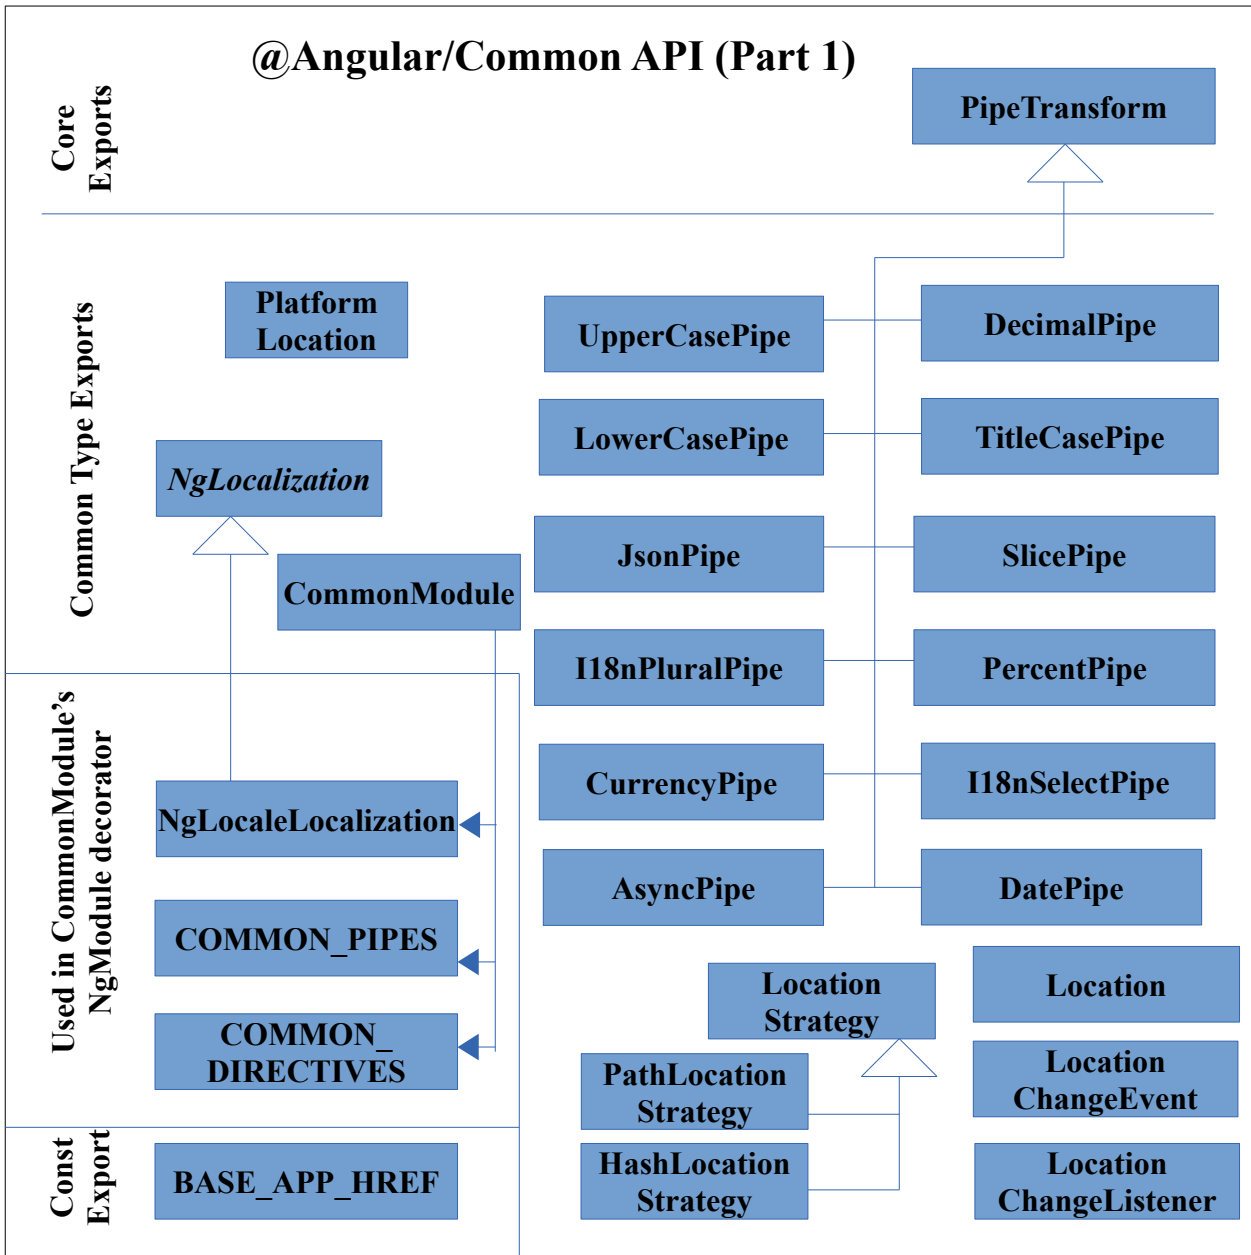 @Angular/Common API (Part 1)
Core
Exports
PipeTransform
Common Type Exports
Platform
Location
UpperCasePipe
DecimalPipe
LowerCasePipe
TitleCasePipe
NgLocalization
JsonPipe
SlicePipe
CommonModule
I18nPluralPipe
PercentPipe
Used in CommonModule’s
NgModule decorator
NgLocaleLocalization
CurrencyPipe
I18nSelectPipe
AsyncPipe
DatePipe
COMMON_PIPES
COMMON_
DIRECTIVES
Location
Strategy
Location
PathLocation
Strategy
Location
ChangeEvent
Const
Export
BASE_APP_HREF
HashLocation
Strategy
Location
ChangeListener